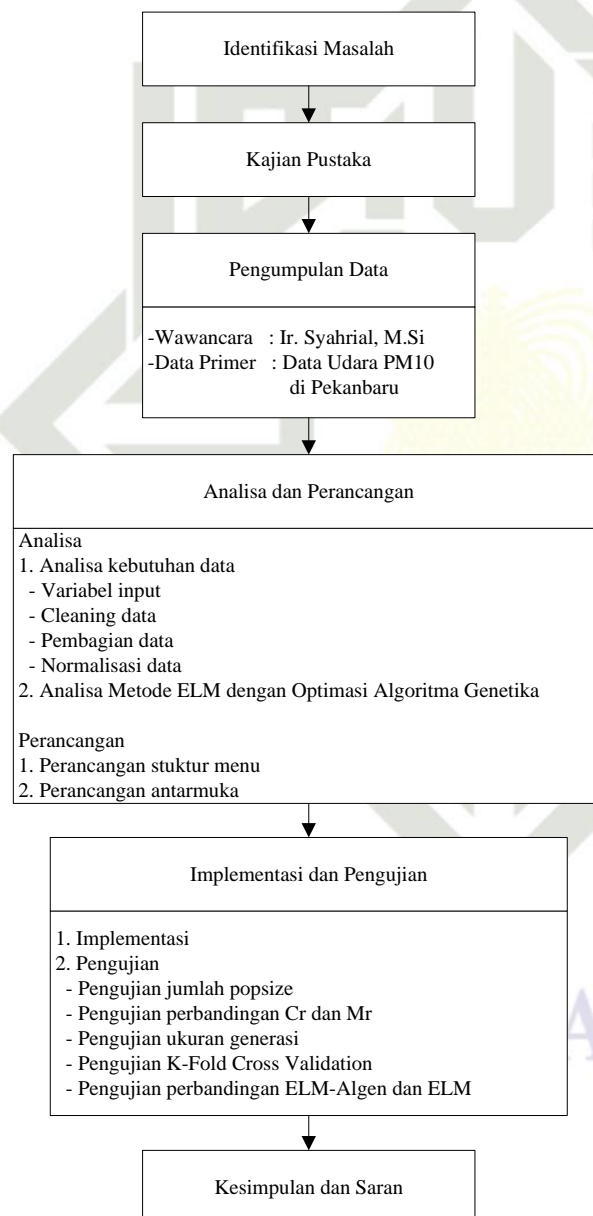 Identifikasi Masalah
Kajian Pustaka
Pengumpulan Data
-Wawancara : Ir. Syahrial, M.Si
-Data Primer : Data Udara PM10
di Pekanbaru
Analisa dan Perancangan
Analisa
1. Analisa kebutuhan data
- Variabel input
- Cleaning data
- Pembagian data
- Normalisasi data
2. Analisa Metode ELM dengan Optimasi Algoritma Genetika
Perancangan
1. Perancangan stuktur menu
2. Perancangan antarmuka
Implementasi dan Pengujian
1. Implementasi
2. Pengujian
- Pengujian jumlah popsize
- Pengujian perbandingan Cr dan Mr
- Pengujian ukuran generasi
- Pengujian K-Fold Cross Validation
- Pengujian perbandingan ELM-Algen dan ELM
Kesimpulan dan Saran